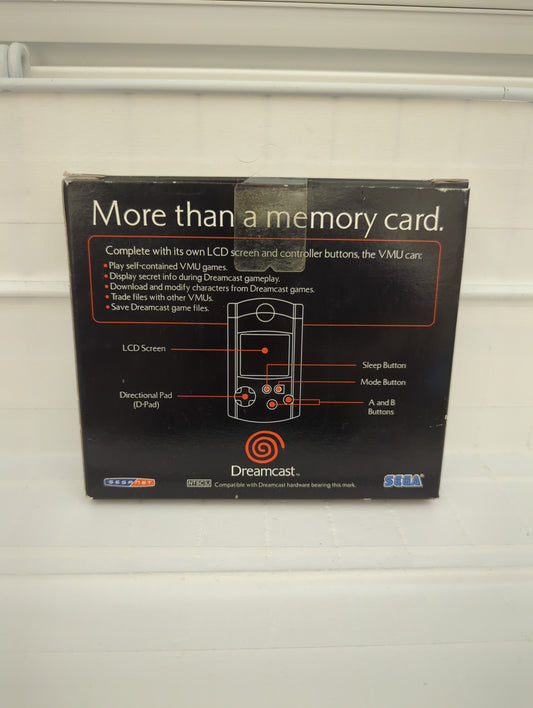 More than a memory card.
Complete with its own LCD screen and controller buttons, the VMU can:
• Play self-contained VMU games.
• Display secret info during Dreamcast gameplay.
• Download and modify characters from Dreamcast games.
• Trade files with other VMUs.
• Save Dreamcast game files.
LCD Screen
Sleep Button
Mode Button
Directional Pad
(D-Pad)
A and B
Buttons
Dreamcast™
SEGANET
NTSC-U Compatible with Dreamcast hardware bearing this mark.
SEGA®